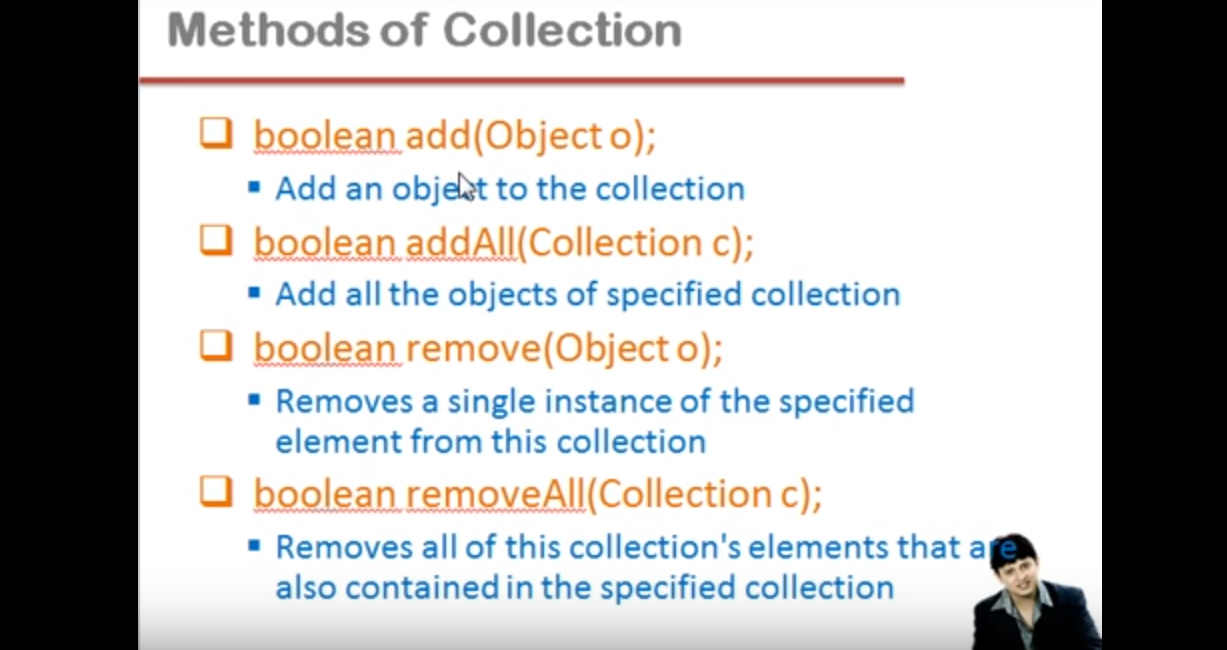 Methods of Collection
boolean add(Object o);
Add an object to the collection
boolean addAll(Collection c);
Add all the objects of specified collection
boolean remove(Object o);
Removes a single instance of the specified
element from this collection
boolean removeAll(Collection c);
Removes all of this collection's elements that are
also contained in the specified collection